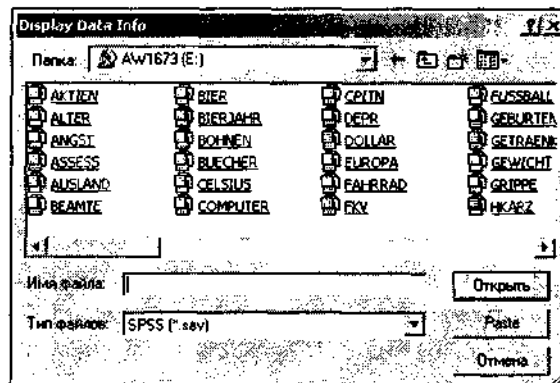 Display Data Info
Папка: AW1673 (E:)
AKTIEN BIER CPITN FUSSBALL
ALTER BIERJAHR DEPR GEBURTEN
ANGST BOHNEN DOLLAR GETRAENK
ASSESS BUECHER EUROPA GEWICHT
AUSLAND CELSIUS FAHRRAD GRIPPE
BEAMTE COMPUTER FKV HKARZ
Имя файла: Открыть
Тип файлов: SPSS (*.sav) Paste
Отмена